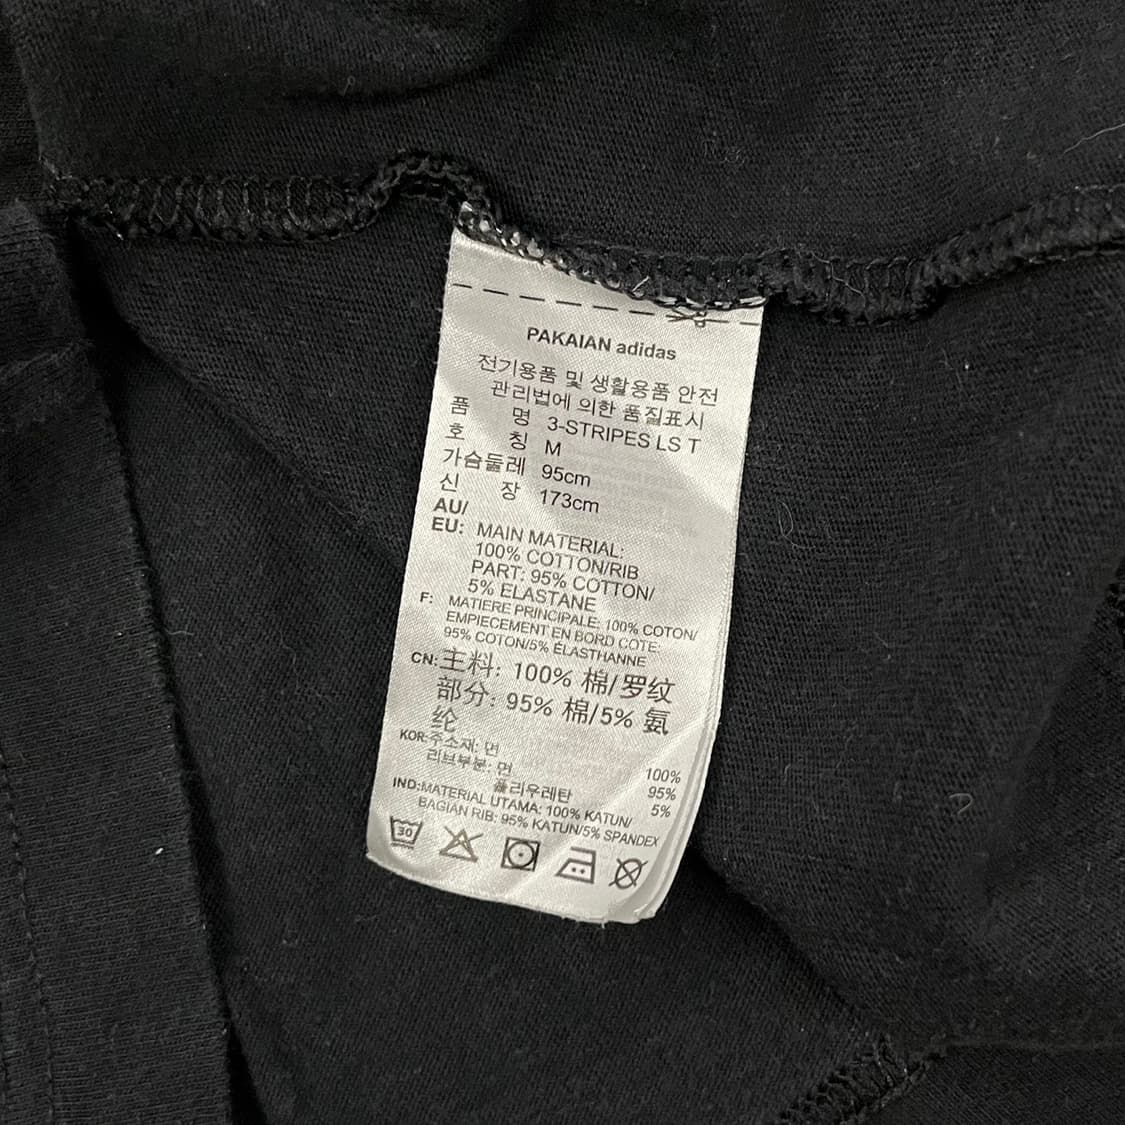 PAKAIAN adidas
전기용품 및 생활용품 안전
관리법에 의한 품질표시
품 명 3-STRIPES LS T
호 칭 M
가슴둘레 95cm
신 장 173cm
AU/
EU: MAIN MATERIAL:
100% COTTON/RIB
PART: 95% COTTON/
5% ELASTANE
F: MATIERE PRINCIPALE: 100% COTON/
EMPIECEMENT EN BORD COTE:
95% COTON/5% ÉLASTHANNE
CN: 主料: 100% 棉/罗纹
部分: 95% 棉/5% 氨
纶
KOR: 주소재: 면 100%
리브부분: 면 95%
폴리우레탄 5%
IND: MATERIAL UTAMA: 100% KATUN/
BAGIAN RIB: 95% KATUN/5% SPANDEX
30